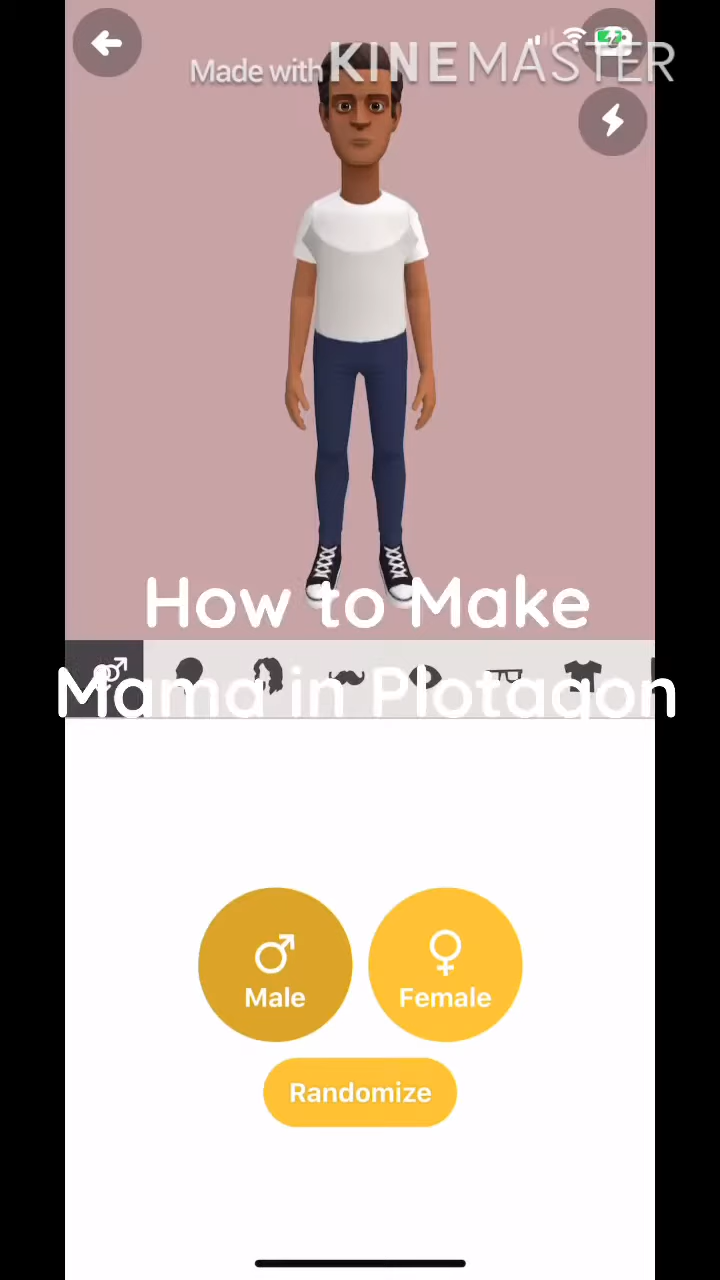 Made with KINEMASTER
How to Make
Mama in Plotagon
Male
Female
Randomize